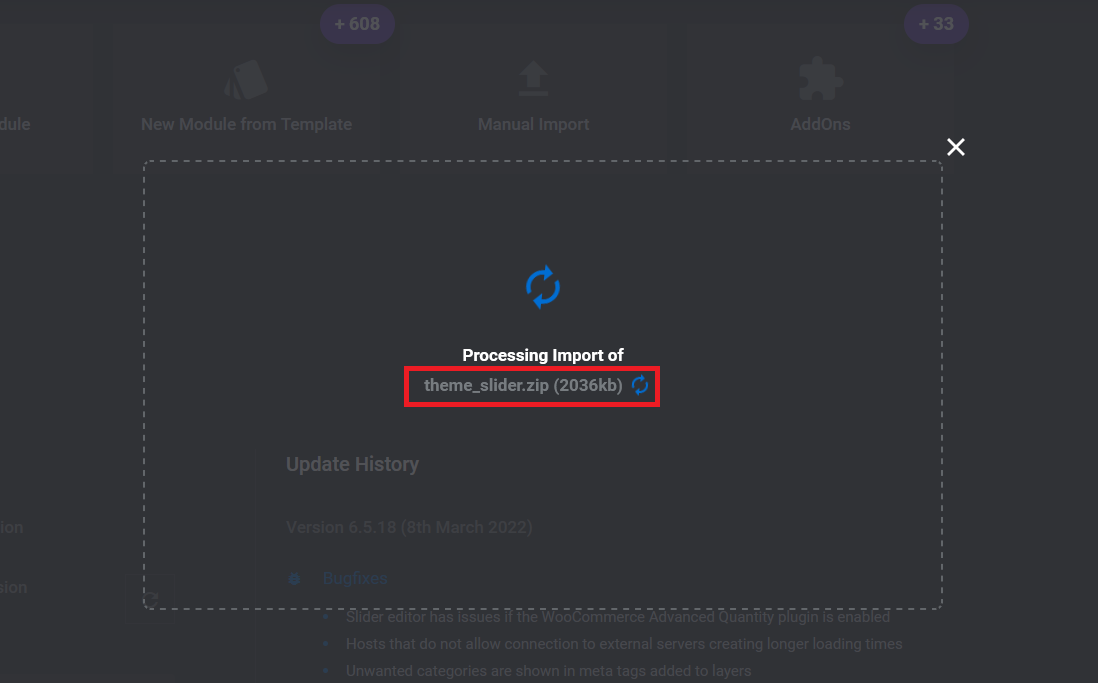 + 608
+ 33
dule
New Module from Template
Manual Import
AddOns
Processing Import of
theme_slider.zip (2036kb)
Update History
ion
Version 6.5.18 (8th March 2022)
Bugfixes
sion
Slider editor has issues if the WooCommerce Advanced Quantity plugin is enabled
Hosts that do not allow connection to external servers creating longer loading times
Unwanted categories are shown in meta tags added to layers